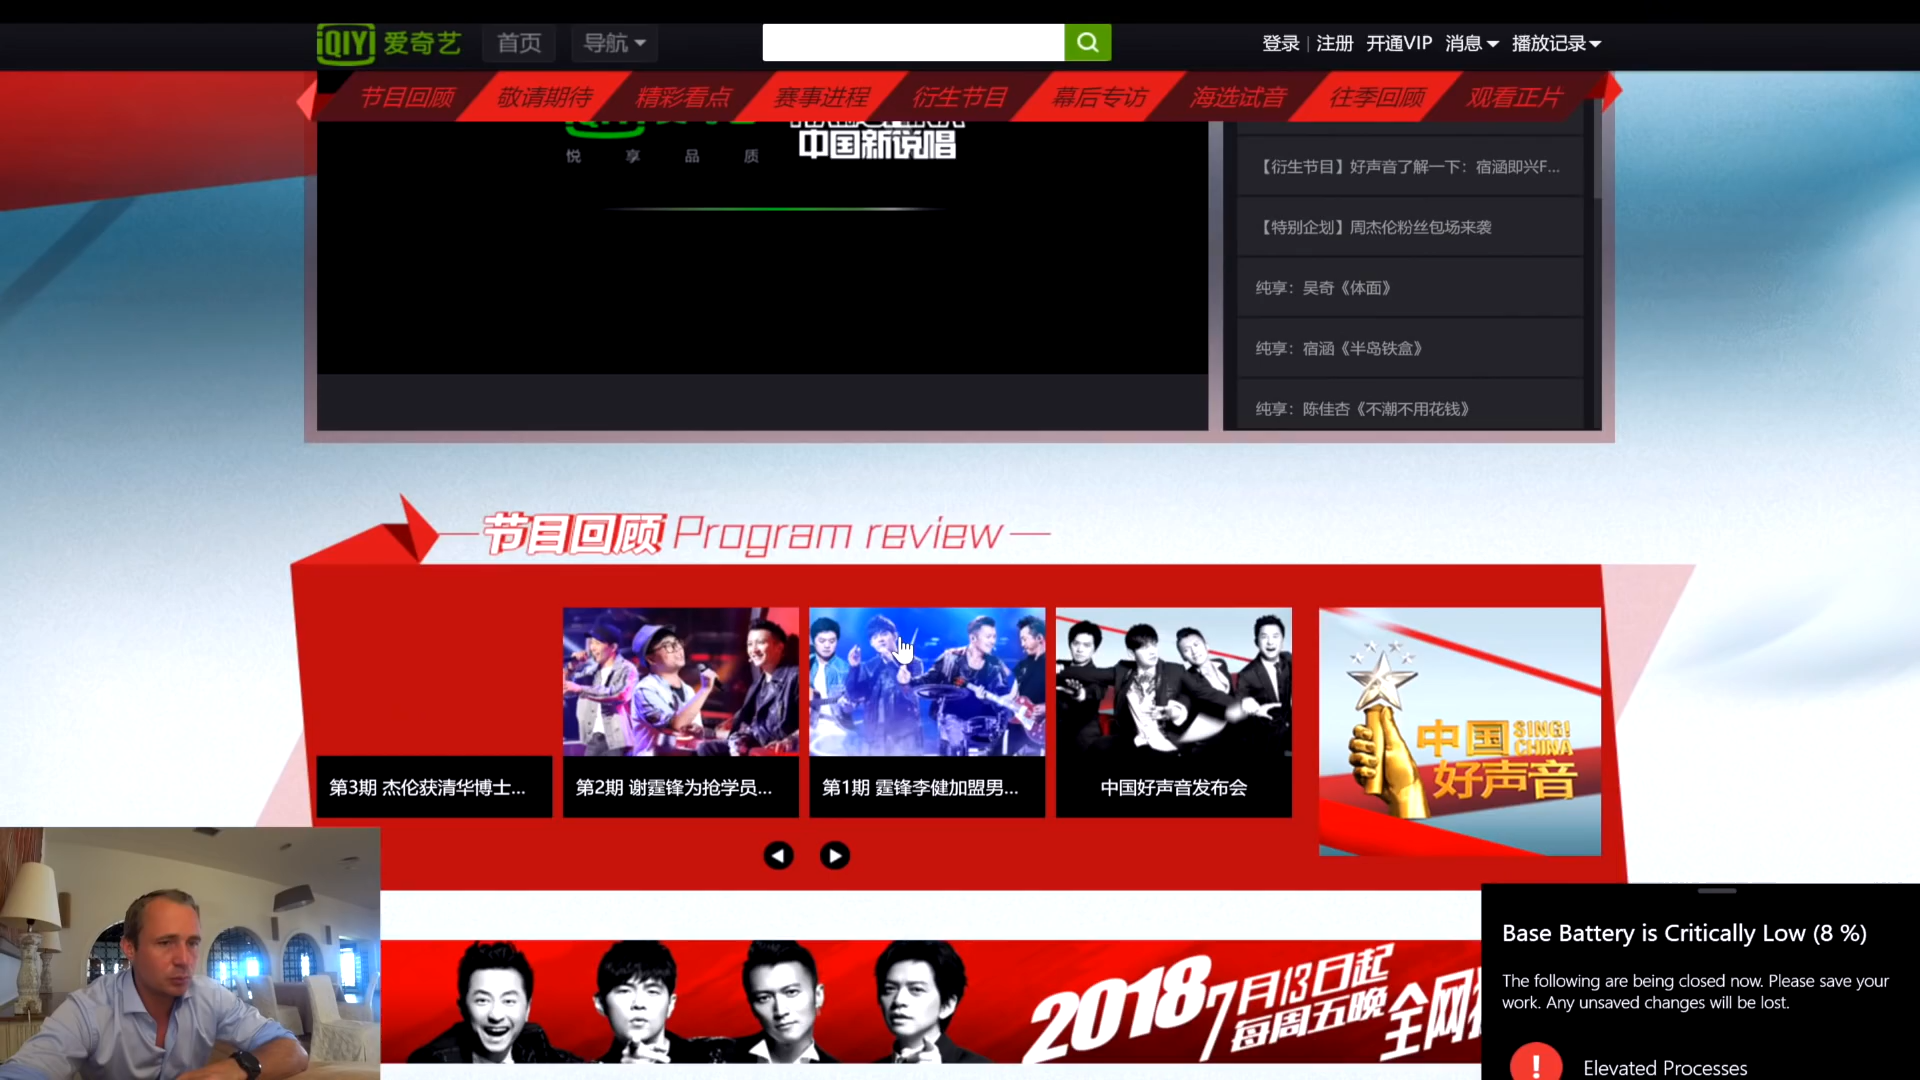 iQIY 爱奇艺 首页 导航 登录 | 注册 开通VIP 消息 播放记录
节目回顾 敬请期待 精彩看点 赛事进程 衍生节目 幕后专访 海选试音 往季回顾 观看正片
中国新说唱
悦享品质
【衍生节目】好声音了解一下：宿涵即兴F...
【特别企划】周杰伦粉丝包场来袭
纯享：吴奇《体面》
纯享：宿涵《半岛铁盒》
纯享：陈佳杏《不潮不用花钱》
节目回顾 Program review
第3期 杰伦获清华博士...
第2期 谢霆锋为抢学员...
第1期 霆锋李健加盟男...
中国好声音发布会
中国 SING! CHINA
好声音
2018 7月13日起
每周五晚 全网
Base Battery is Critically Low (8 %)
The following are being closed now. Please save your
work. Any unsaved changes will be lost.
Elevated Processes